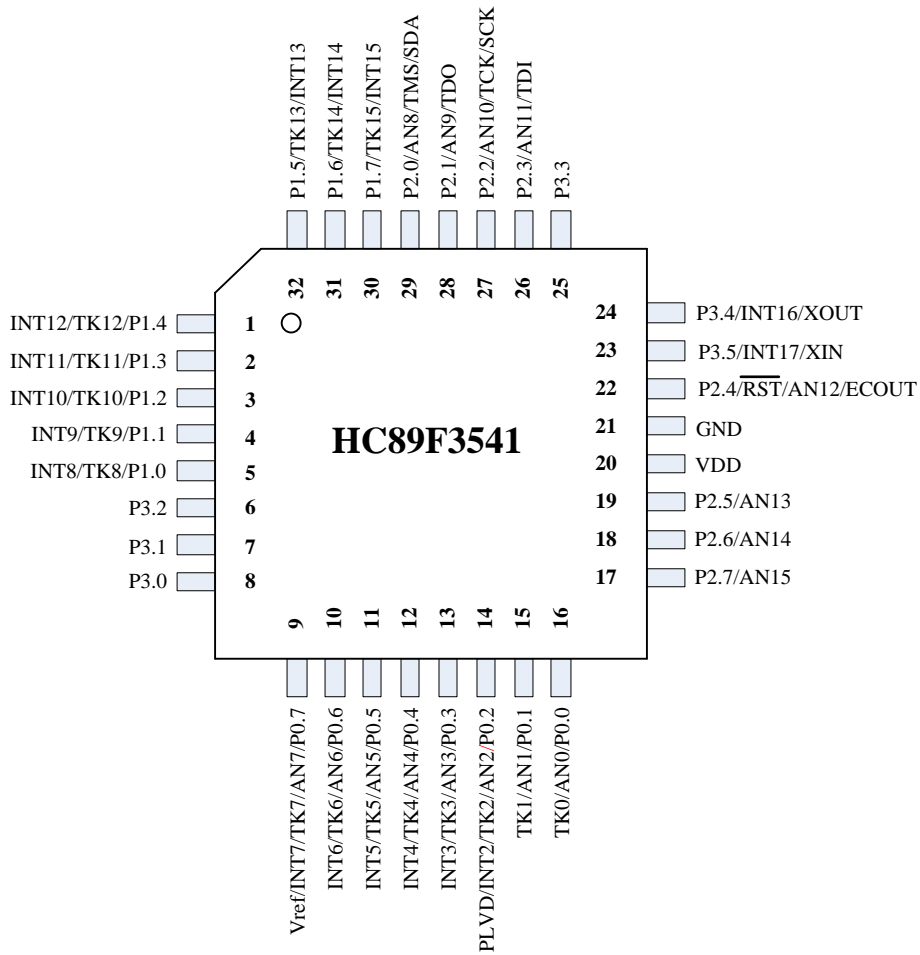 P1.5/TK13/INT13
P1.6/TK14/INT14
P1.7/TK15/INT15
P2.0/AN8/TMS/SDA
P2.1/AN9/TDO
P2.2/AN10/TCK/SCK
P2.3/AN11/TDI
P3.3
32
31
30
29
28
27
26
25
INT12/TK12/P1.4
1
INT11/TK11/P1.3
2
INT10/TK10/P1.2
3
INT9/TK9/P1.1
4
INT8/TK8/P1.0
5
P3.2
6
P3.1
7
P3.0
8
HC89F3541
24
P3.4/INT16/XOUT
23
P3.5/INT17/XIN
22
P2.4/RST/AN12/ECOUT
21
GND
20
VDD
19
P2.5/AN13
18
P2.6/AN14
17
P2.7/AN15
9
10
11
12
13
14
15
16
Vref/INT7/TK7/AN7/P0.7
INT6/TK6/AN6/P0.6
INT5/TK5/AN5/P0.5
INT4/TK4/AN4/P0.4
INT3/TK3/AN3/P0.3
PLVD/INT2/TK2/AN2/P0.2
TK1/AN1/P0.1
TK0/AN0/P0.0